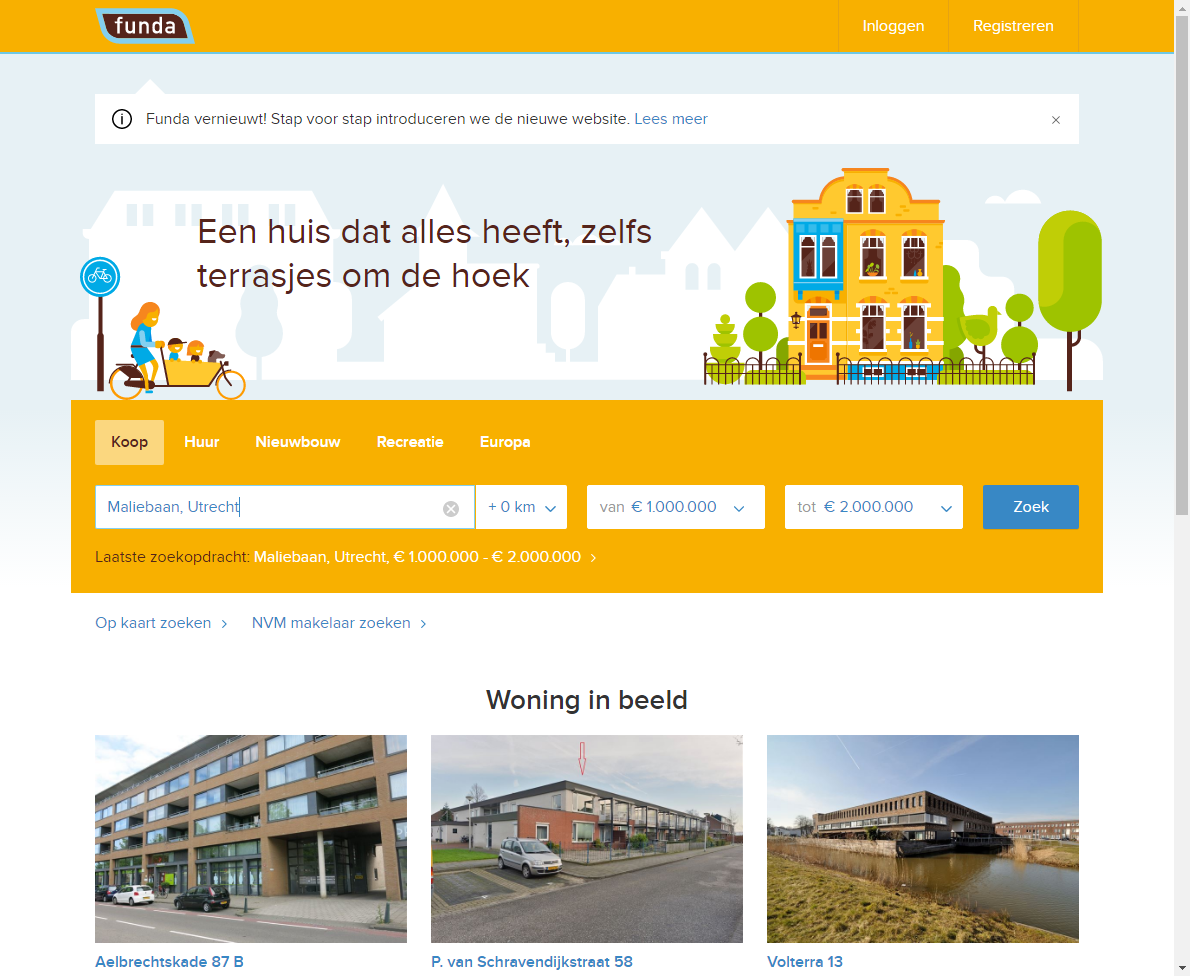 funda
Inloggen
Registreren
Funda vernieuwt! Stap voor stap introduceren we de nieuwe website. Lees meer
Een huis dat alles heeft, zelfs
terrasjes om de hoek
Koop
Huur
Nieuwbouw
Recreatie
Europa
Maliebaan, Utrecht
+ 0 km
van € 1.000.000
tot € 2.000.000
Zoek
Laatste zoekopdracht: Maliebaan, Utrecht, € 1.000.000 - € 2.000.000
Op kaart zoeken
NVM makelaar zoeken
Woning in beeld
Aelbrechtskade 87 B
P. van Schravendijkstraat 58
Volterra 13